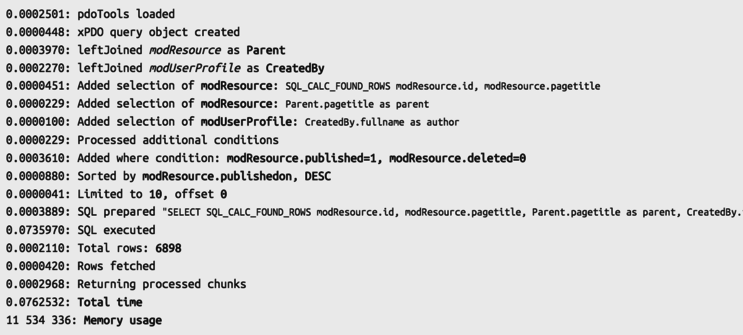 0.0002501: pdoTools loaded
0.0000448: xPDO query object created
0.0003970: leftJoined modResource as Parent
0.0002270: leftJoined modUserProfile as CreatedBy
0.0000451: Added selection of modResource: SQL_CALC_FOUND_ROWS modResource.id, modResource.pagetitle
0.0000229: Added selection of modResource: Parent.pagetitle as parent
0.0000100: Added selection of modUserProfile: CreatedBy.fullname as author
0.0000229: Processed additional conditions
0.0003610: Added where condition: modResource.published=1, modResource.deleted=0
0.0000880: Sorted by modResource.publishedon, DESC
0.0000041: Limited to 10, offset 0
0.0003889: SQL prepared "SELECT SQL_CALC_FOUND_ROWS modResource.id, modResource.pagetitle, Parent.pagetitle as parent, CreatedBy.
0.0735970: SQL executed
0.0002110: Total rows: 6898
0.0000420: Rows fetched
0.0002968: Returning processed chunks
0.0762532: Total time
11 534 336: Memory usage